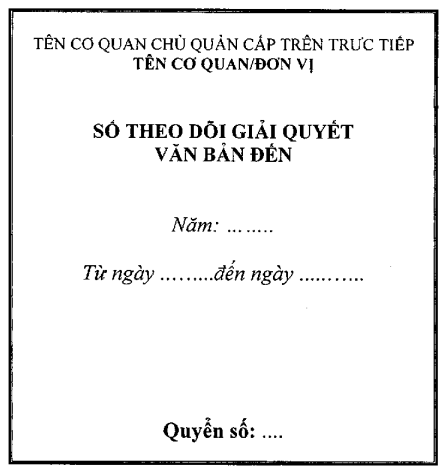 TÊN CƠ QUAN CHỦ QUẢN CẤP TRÊN TRỰC TIẾP
TÊN CƠ QUAN/ĐƠN VỊ
SỔ THEO DÕI GIẢI QUYẾT
VĂN BẢN ĐẾN
Năm: ……..
Từ ngày ….…...đến ngày ....…....
Quyển số: ....